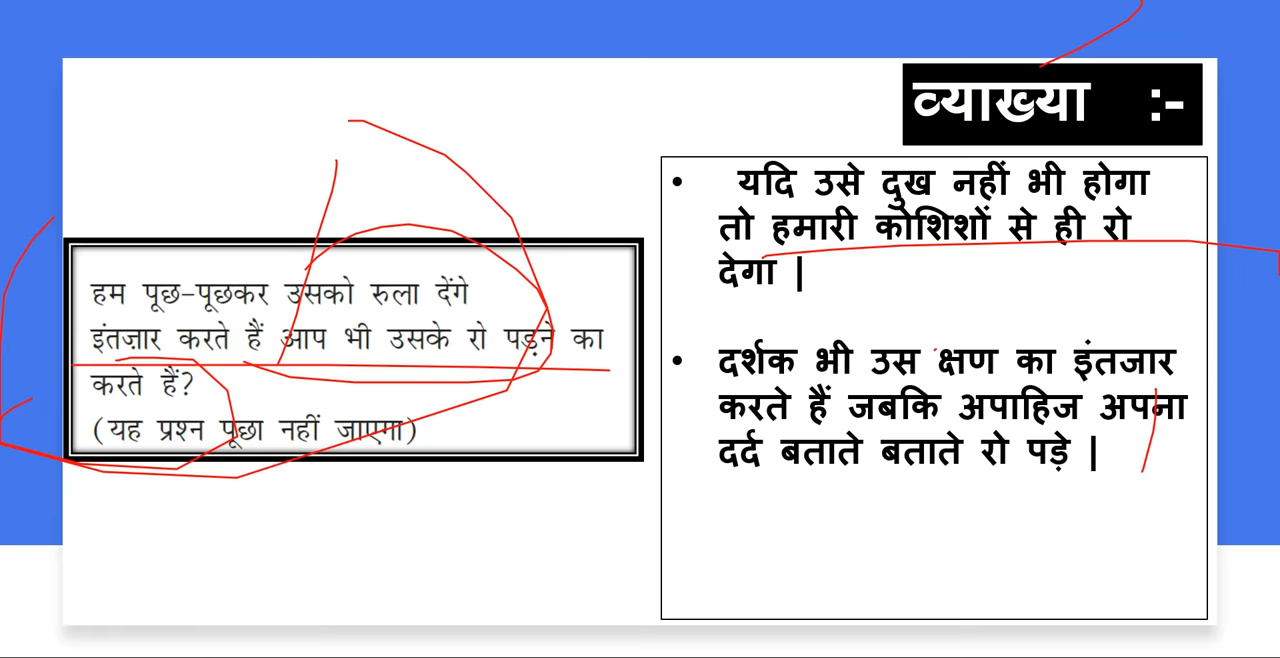 व्याख्या :-
हम पूछ-पूछकर उसको रुला देंगे
इंतज़ार करते हैं आप भी उसके रो पड़ने का
करते हैं?
(यह प्रश्न पूछा नहीं जाएगा)
• यदि उसे दुख नहीं भी होगा
तो हमारी कोशिशों से ही रो
देगा |
• दर्शक भी उस क्षण का इंतजार
करते हैं जबकि अपाहिज अपना
दर्द बताते बताते रो पड़े |